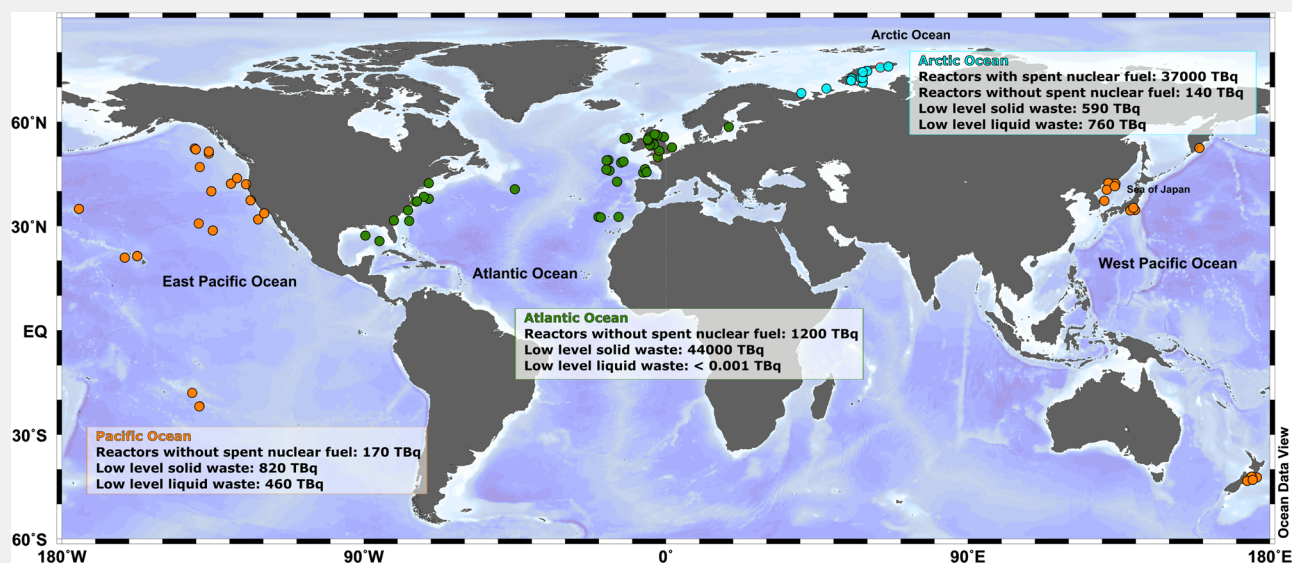 Arctic Ocean
Arctic Ocean
Reactors with spent nuclear fuel: 37000 TBq
Reactors without spent nuclear fuel: 140 TBq
Low level solid waste: 590 TBq
Low level liquid waste: 760 TBq
60°N
Sea of Japan
30°N
West Pacific Ocean
Atlantic Ocean
East Pacific Ocean
Atlantic Ocean
Reactors without spent nuclear fuel: 1200 TBq
Low level solid waste: 44000 TBq
Low level liquid waste: < 0.001 TBq
EQ
30°S
Pacific Ocean
Reactors without spent nuclear fuel: 170 TBq
Low level solid waste: 820 TBq
Low level liquid waste: 460 TBq
Ocean Data View
60°S
180°W
90°W
0°
90°E
180°E